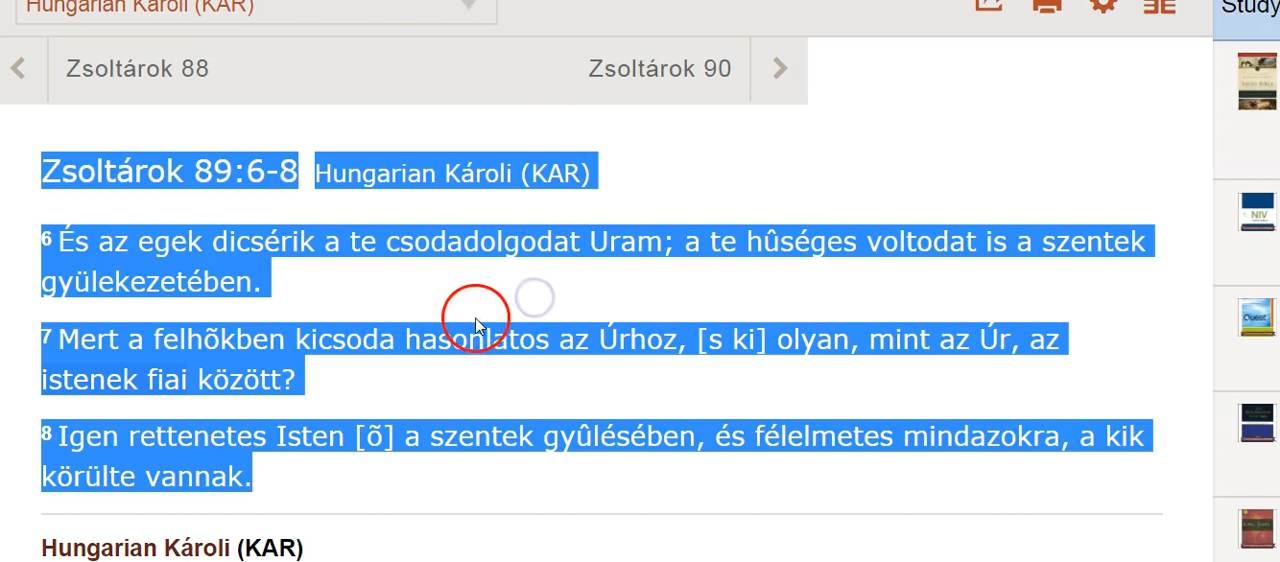 Hungarian Károli (KAR)
Study
Zsoltárok 88
Zsoltárok 90
Zsoltárok 89:6-8 Hungarian Károli (KAR)
6 És az egek dicsérik a te csodadolgodat Uram; a te hûséges voltodat is a szentek
gyülekezetében.
7 Mert a felhõkben kicsoda hasonlatos az Úrhoz, [s ki] olyan, mint az Úr, az
istenek fiai között?
8 Igen rettenetes Isten [õ] a szentek gyûlésében, és félelmetes mindazokra, a kik
körülte vannak.
Hungarian Károli (KAR)
NIV
Quest